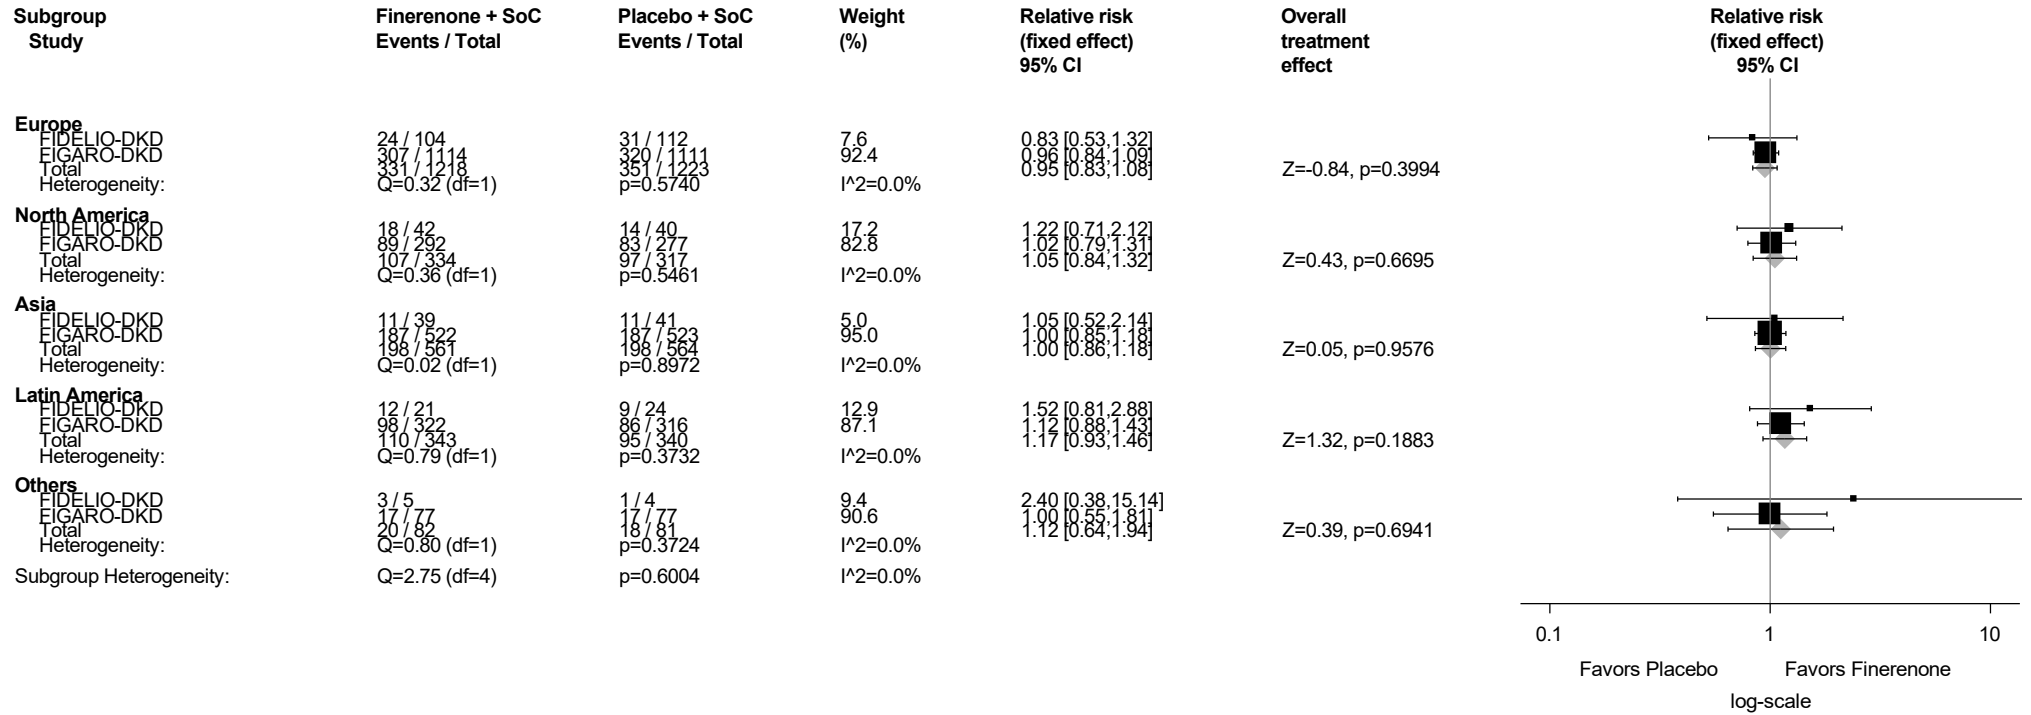 Subgroup Finerenone + SoC Placebo + SoC Weight Relative risk Overall Relative risk
Study Events / Total Events / Total (%) (fixed effect) treatment (fixed effect)
95% CI effect 95% CI
Europe
FIDELIO-DKD 24 / 104 31 / 112 7.6 0.83 [0.53,1.32]
FIGARO-DKD 307 / 1114 320 / 1111 92.4 0.96 [0.84,1.09]
Total 331 / 1218 351 / 1223 0.95 [0.83,1.08] Z=-0.84, p=0.3994
Heterogeneity: Q=0.32 (df=1) p=0.5740 I^2=0.0%
North America
FIDELIO-DKD 18 / 42 14 / 40 17.2 1.22 [0.71,2.12]
FIGARO-DKD 89 / 292 83 / 277 82.8 1.02 [0.79,1.31]
Total 107 / 334 97 / 317 1.05 [0.84,1.32] Z=0.43, p=0.6695
Heterogeneity: Q=0.36 (df=1) p=0.5461 I^2=0.0%
Asia
FIDELIO-DKD 11 / 39 11 / 41 5.0 1.05 [0.52,2.14]
FIGARO-DKD 187 / 522 187 / 523 95.0 1.00 [0.85,1.18]
Total 198 / 561 198 / 564 1.00 [0.86,1.18] Z=0.05, p=0.9576
Heterogeneity: Q=0.02 (df=1) p=0.8972 I^2=0.0%
Latin America
FIDELIO-DKD 12 / 21 9 / 24 12.9 1.52 [0.81,2.88]
FIGARO-DKD 98 / 322 86 / 316 87.1 1.12 [0.88,1.43]
Total 110 / 343 95 / 340 1.17 [0.93,1.46] Z=1.32, p=0.1883
Heterogeneity: Q=0.79 (df=1) p=0.3732 I^2=0.0%
Others
FIDELIO-DKD 3 / 5 1 / 4 9.4 2.40 [0.38,15.14]
FIGARO-DKD 17 / 77 17 / 77 90.6 1.00 [0.55,1.81]
Total 20 / 82 18 / 81 1.12 [0.64,1.94] Z=0.39, p=0.6941
Heterogeneity: Q=0.80 (df=1) p=0.3724 I^2=0.0%
Subgroup Heterogeneity: Q=2.75 (df=4) p=0.6004 I^2=0.0%
0.1 1 10
Favors Placebo Favors Finerenone
log-scale